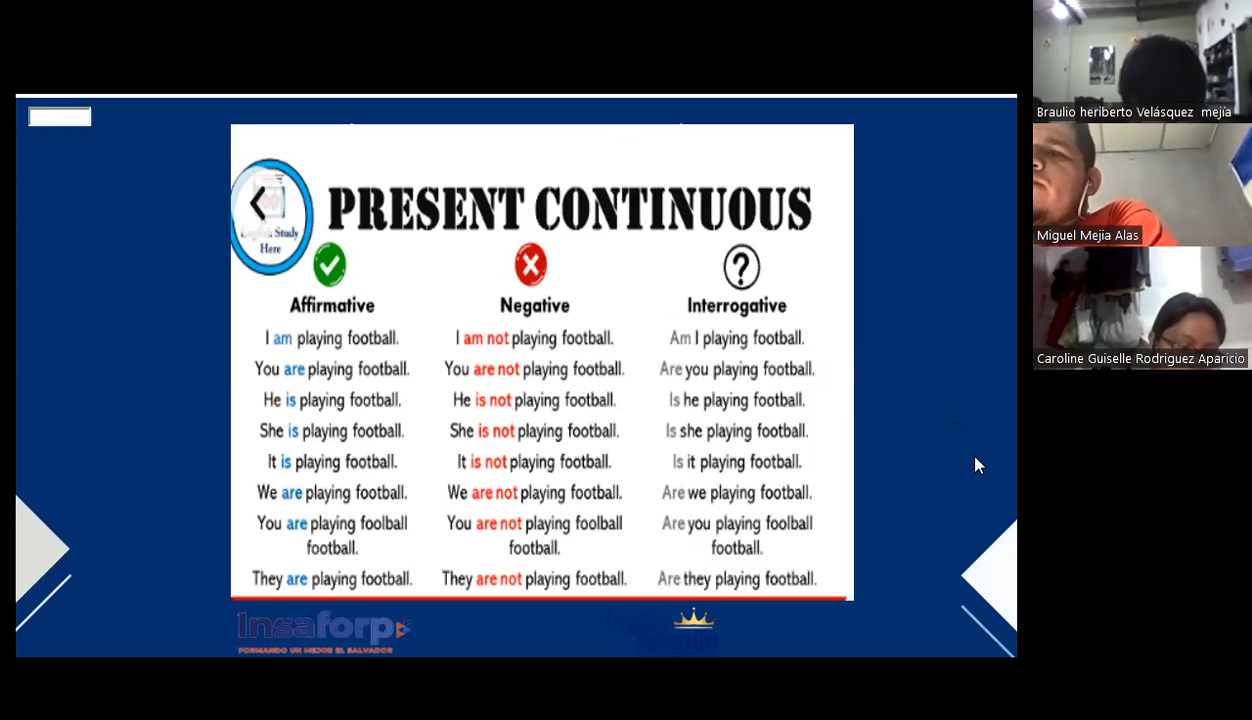 PRESENT CONTINUOUS
Study
Here
Affirmative
I am playing football.
You are playing football.
He is playing football.
She is playing football.
It is playing football.
We are playing football.
You are playing foolball
football.
They are playing football.
Negative
I am not playing football.
You are not playing football.
He is not playing football.
She is not playing football.
It is not playing football.
We are not playing football.
You are not playing foolball
football.
They are not playing football.
Interrogative
Am I playing football.
Are you playing football.
Is he playing football.
Is she playing football.
Is it playing football.
Are we playing football.
Are you playing foolball
football.
Are they playing football.
Insaforp
FORMANDO UN MEJOR EL SALVADOR
Braulio heriberto Velásquez mejía
Miguel Mejia Alas
Caroline Guiselle Rodriguez Aparicio